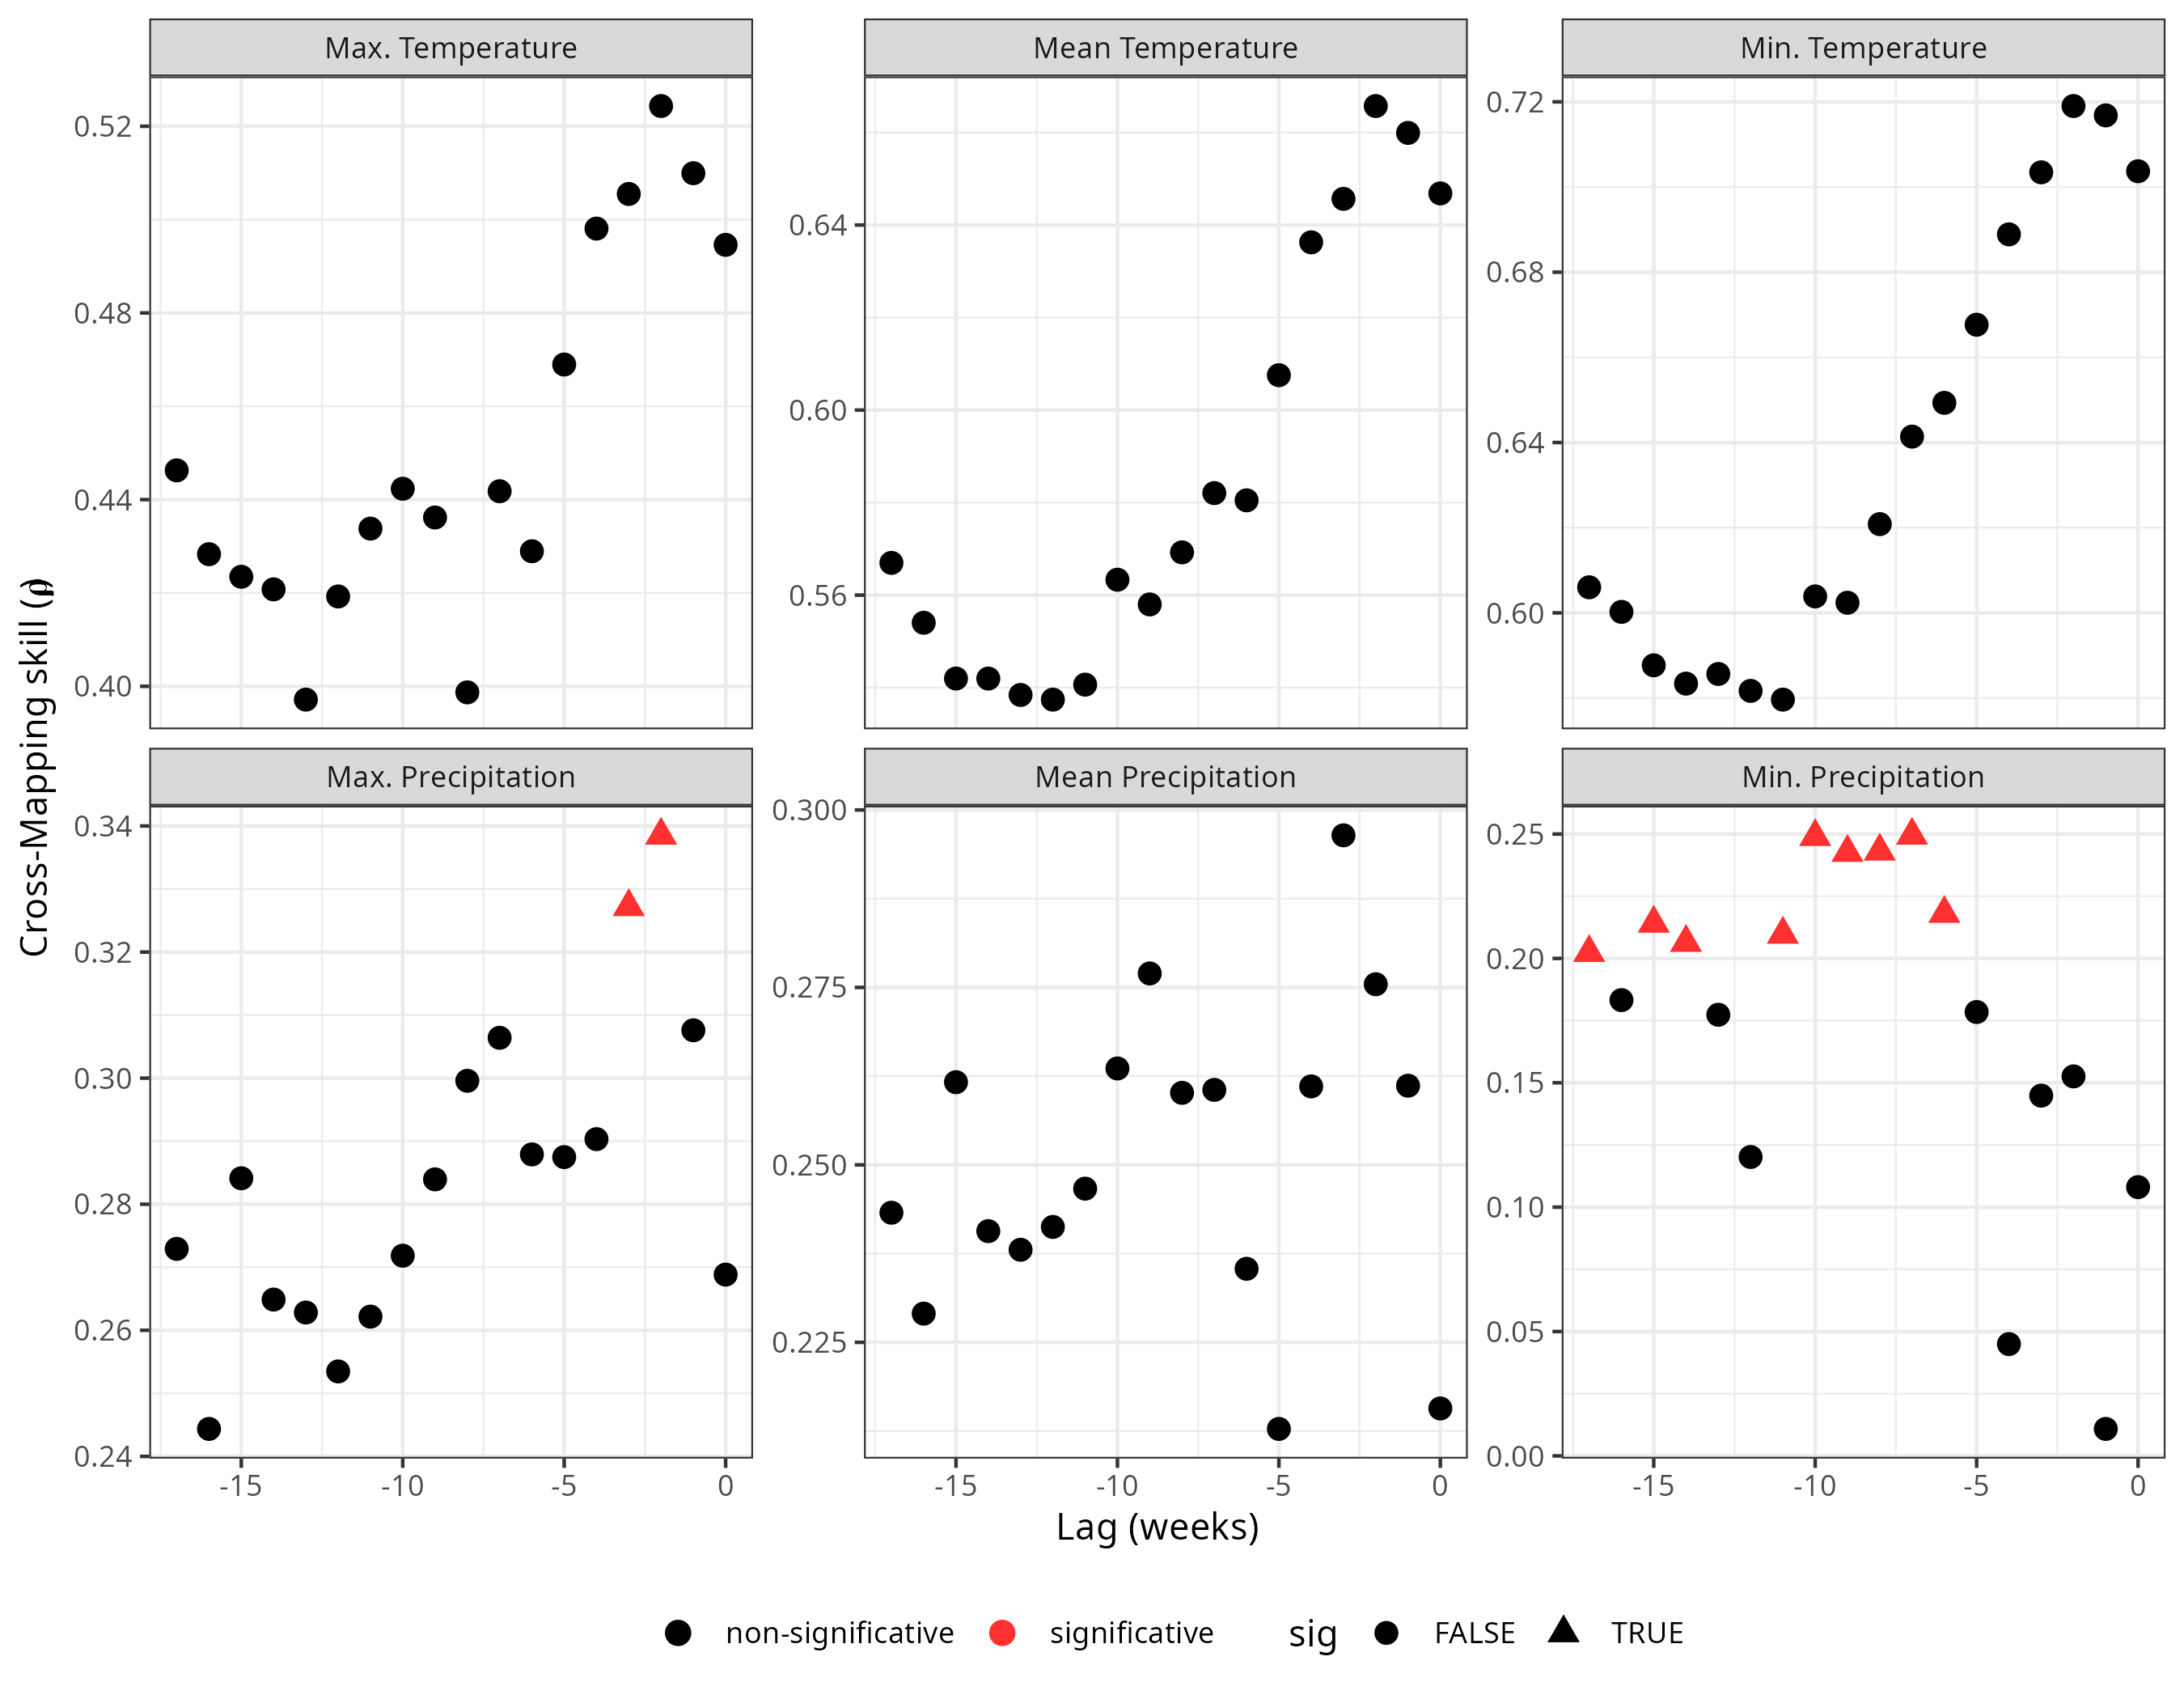 Max. Temperature
Mean Temperature
Min. Temperature
0.52
0.48
0.44
0.40
0.64
0.60
0.56
0.72
0.68
0.64
0.60
Cross-Mapping skill (ρ)
Max. Precipitation
Mean Precipitation
Min. Precipitation
0.34
0.32
0.30
0.28
0.26
0.24
0.300
0.275
0.250
0.225
0.25
0.20
0.15
0.10
0.05
0.00
-15 -10 -5 0
-15 -10 -5 0
-15 -10 -5 0
Lag (weeks)
non-significative significative sig FALSE TRUE